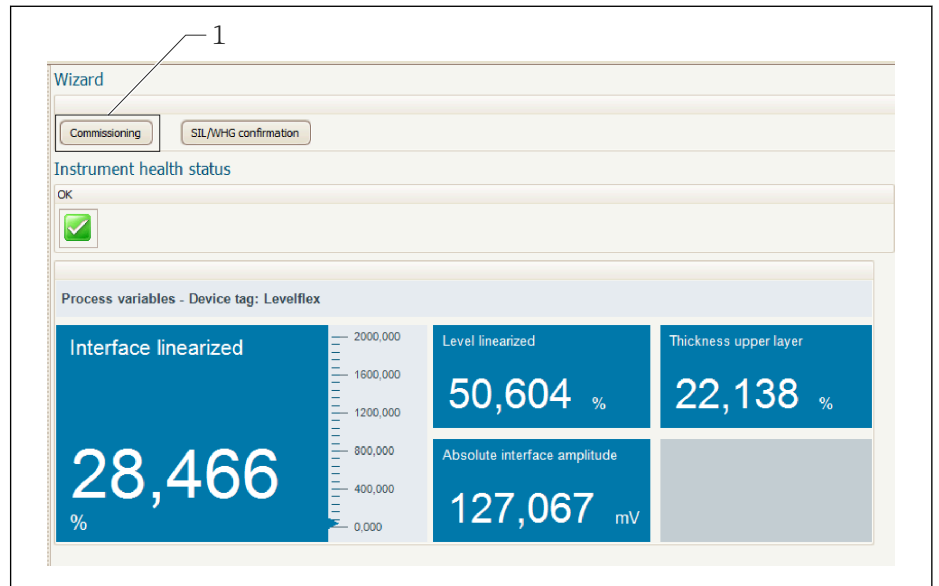 1
Wizard
Commissioning
SIL/WHG confirmation
Instrument health status
OK
Process variables - Device tag: Levelflex
Interface linearized
28,466
%
2000,000
1600,000
1200,000
800,000
400,000
0,000
Level linearized
50,604 %
Thickness upper layer
22,138 %
Absolute interface amplitude
127,067 mV